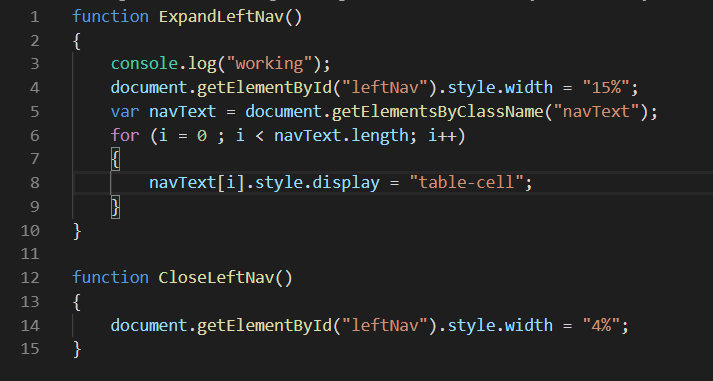 1 function ExpandLeftNav()
2 {
3 console.log("working");
4 document.getElementById("leftNav").style.width = "15%";
5 var navText = document.getElementsByClassName("navText");
6 for (i = 0 ; i < navText.length; i++)
7 {
8 navText[i].style.display = "table-cell";
9 }
10 }
11
12 function CloseLeftNav()
13 {
14 document.getElementById("leftNav").style.width = "4%";
15 }